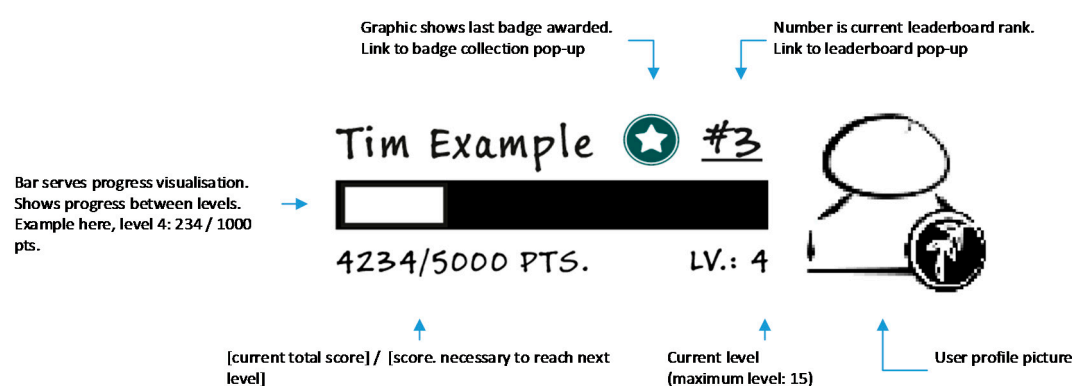 Graphic shows last badge awarded.
Link to badge collection pop-up
Number is current leaderboard rank.
Link to leaderboard pop-up
Tim Example
#3
Bar serves progress visualisation.
Shows progress between levels.
Example here, level 4: 234 / 1000
pts.
4234/5000 PTS.
LV.: 4
[current total score] / [score. necessary to reach next
level]
Current level
(maximum level: 15)
User profile picture